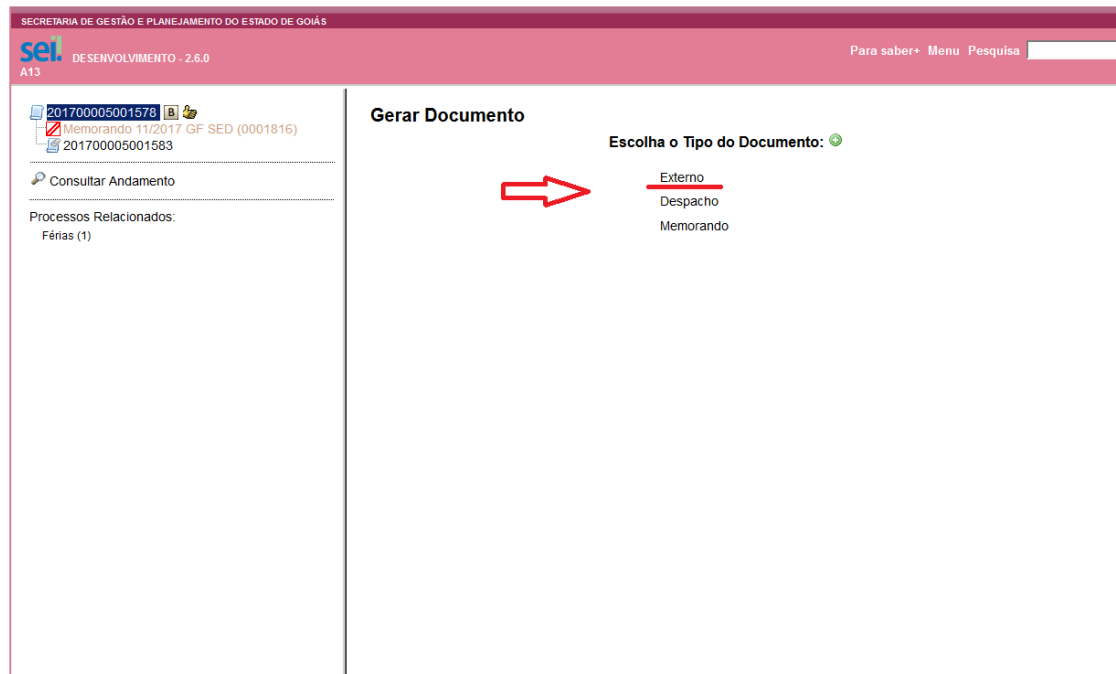 SECRETARIA DE GESTÃO E PLANEJAMENTO DO ESTADO DE GOIÁS
sei! DESENVOLVIMENTO - 2.6.0
A13
Para saber+ Menu Pesquisa
201700005001578 B
Memorando 11/2017 GF SED (0001816)
201700005001583
Consultar Andamento
Processos Relacionados:
Férias (1)
Gerar Documento
Escolha o Tipo do Documento:
Externo
Despacho
Memorando